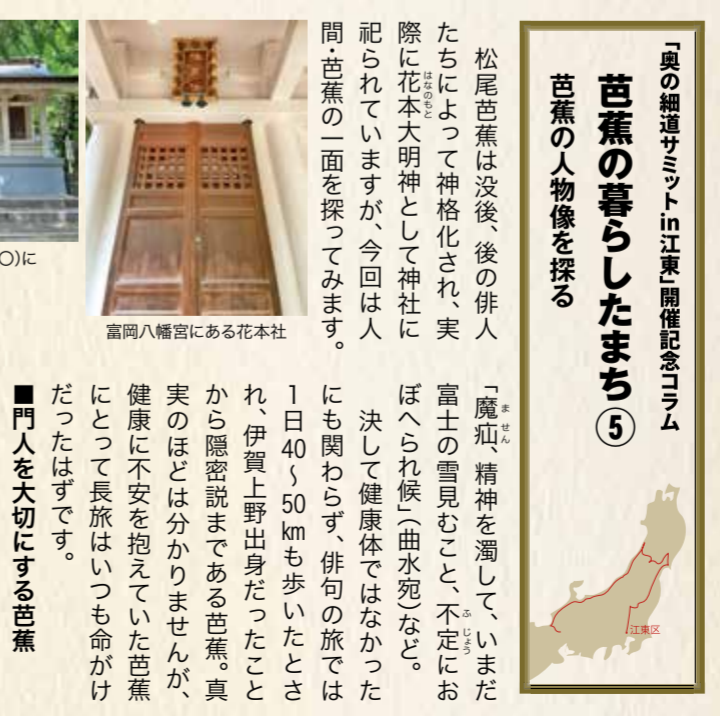 「奥の細道サミットin江東」開催記念コラム
芭蕉の暮らしたまち⑤
芭蕉の人物像を探る
江東区
松尾芭蕉は没後、後の俳人
たちによって神格化され、実
際に花本大明神として神社に
はなのもと
祀られていますが、今回は人
間・芭蕉の一面を探ってみます。
富岡八幡宮にある花本社
〇)に
「魔疝、精神を濁して、いまだ
ません
富士の雪見むこと、不定にお
ふじょう
ぼへられ候」(曲水宛)など。
決して健康体ではなかった
にも関わらず、俳句の旅では
1日40〜50㎞も歩いたとさ
れ、伊賀上野出身だったこと
から隠密説まである芭蕉。真
実のほどは分かりませんが、
健康に不安を抱えていた芭蕉
にとって長旅はいつも命がけ
だったはずです。
■門人を大切にする芭蕉